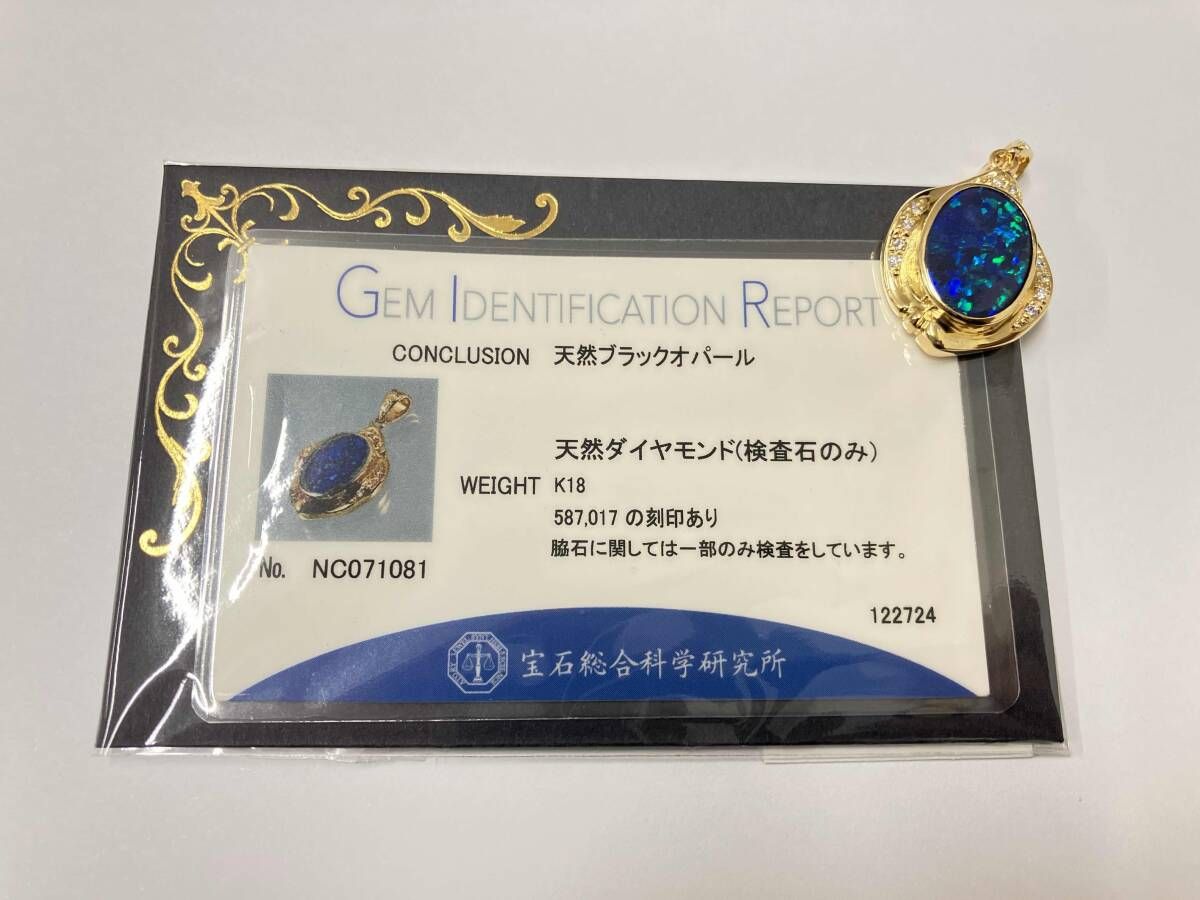 GEM IDENTIFICATION REPORT
CONCLUSION 天然ブラックオパール
天然ダイヤモンド(検査石のみ)
WEIGHT K18
587,017 の刻印あり
脇石に関しては一部のみ検査をしています。
No. NC071081
122724
宝石総合科学研究所